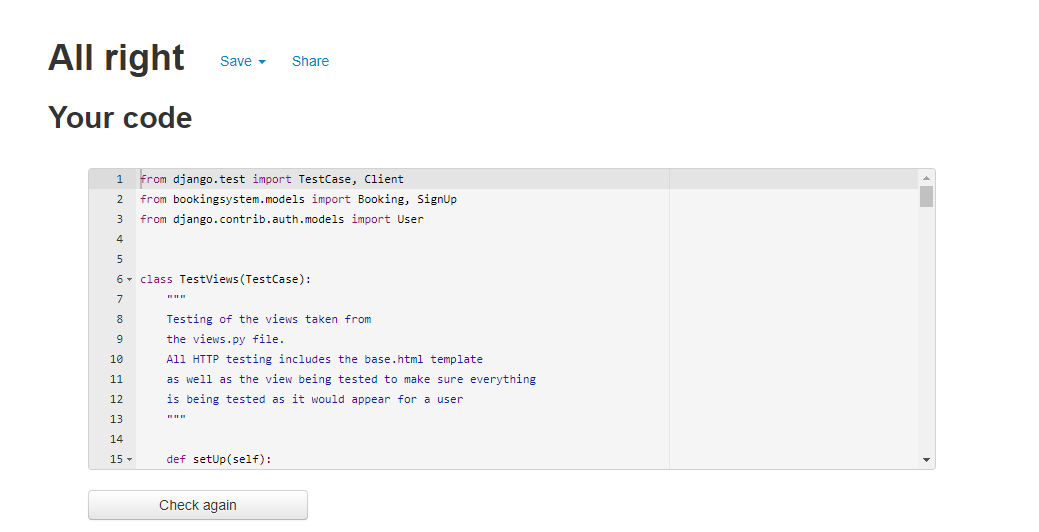 All right Save Share
Your code
1 from django.test import TestCase, Client
2 from bookingsystem.models import Booking, SignUp
3 from django.contrib.auth.models import User
4
5
6 class TestViews(TestCase):
7 """
8 Testing of the views taken from
9 the views.py file.
10 All HTTP testing includes the base.html template
11 as well as the view being tested to make sure everything
12 is being tested as it would appear for a user
13 """
14
15 def setUp(self):
Check again